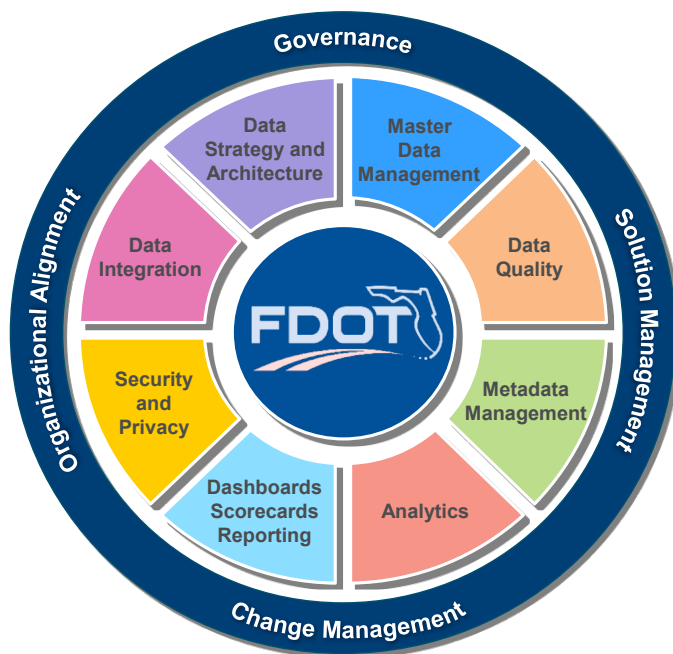 Governance
Data
Strategy and
Architecture
Master
Data
Management
Data
Integration
Data
Quality
Organizational Alignment
Solution Management
FDOT
Security
and
Privacy
Metadata
Management
Dashboards
Scorecards
Reporting
Analytics
Change Management